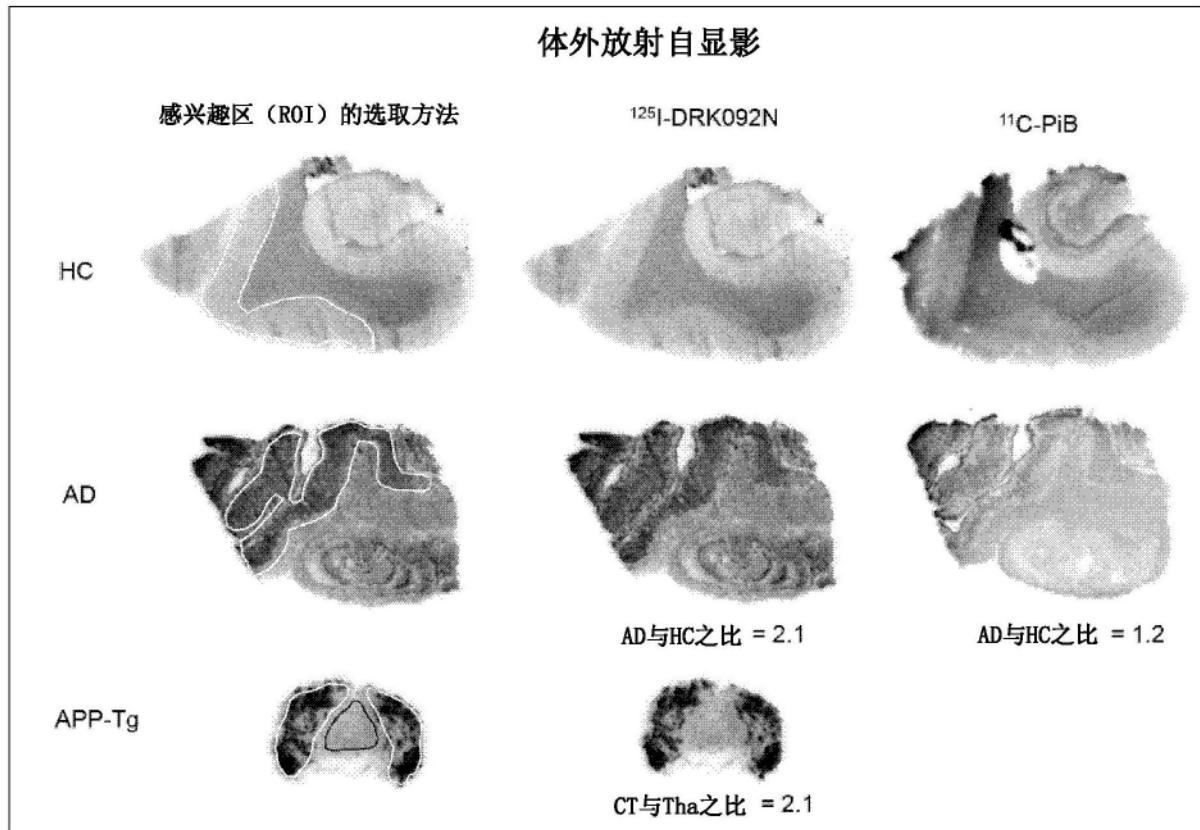 体外放射自显影
感兴趣区（ROI）的选取方法
¹²⁵I-DRK092N
¹¹C-PiB
HC
AD
AD与HC之比 = 2.1
AD与HC之比 = 1.2
APP-Tg
CT与Tha之比 = 2.1